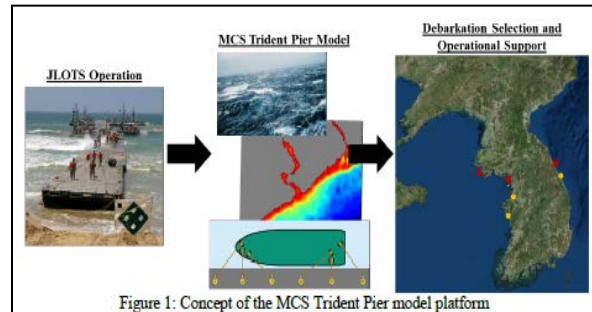 JLOTS Operation
MCS Trident Pier Model
Debarkation Selection and
Operational Support
Figure 1: Concept of the MCS Trident Pier model platform